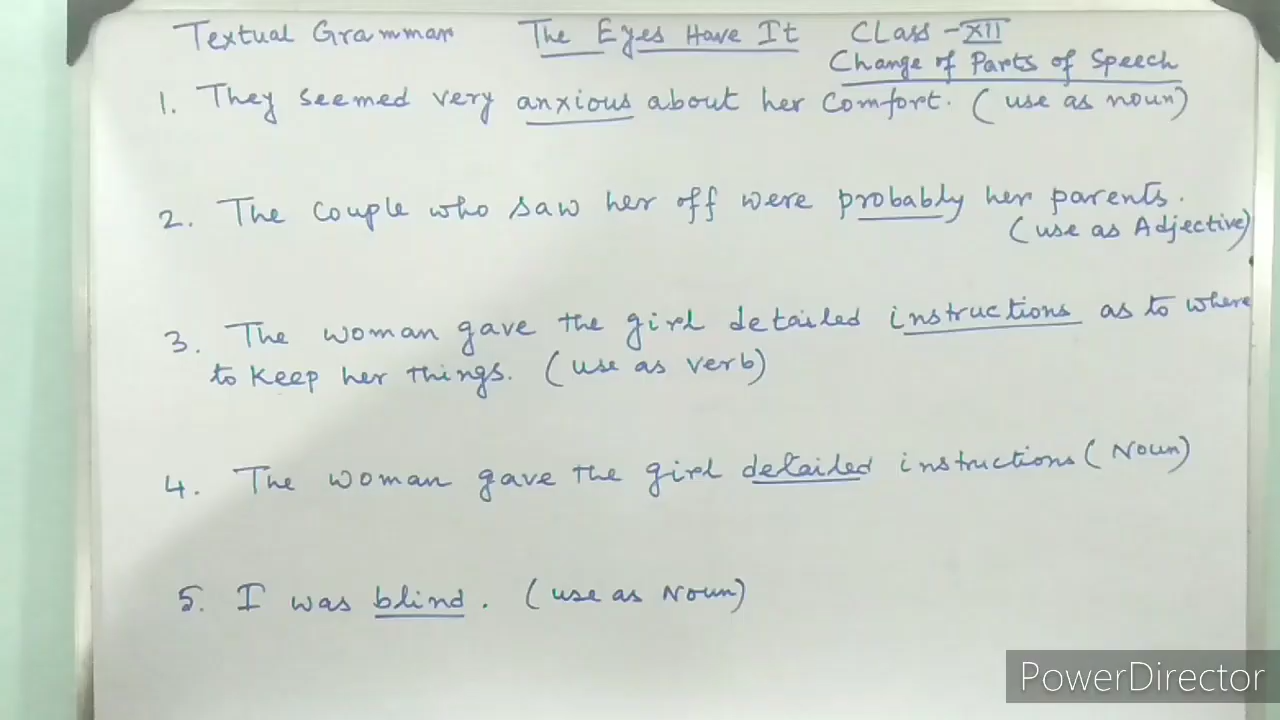 Textual Grammar The Eyes Have It Class - XII
Change of Parts of Speech
1. They seemed very anxious about her comfort. (use as noun)
2. The couple who saw her off were probably her parents.
(use as Adjective)
3. The woman gave the girl detailed instructions as to where
to keep her things. (use as verb)
4. The woman gave the girl detailed instructions (Noun)
5. I was blind. (use as Noun)
PowerDirector